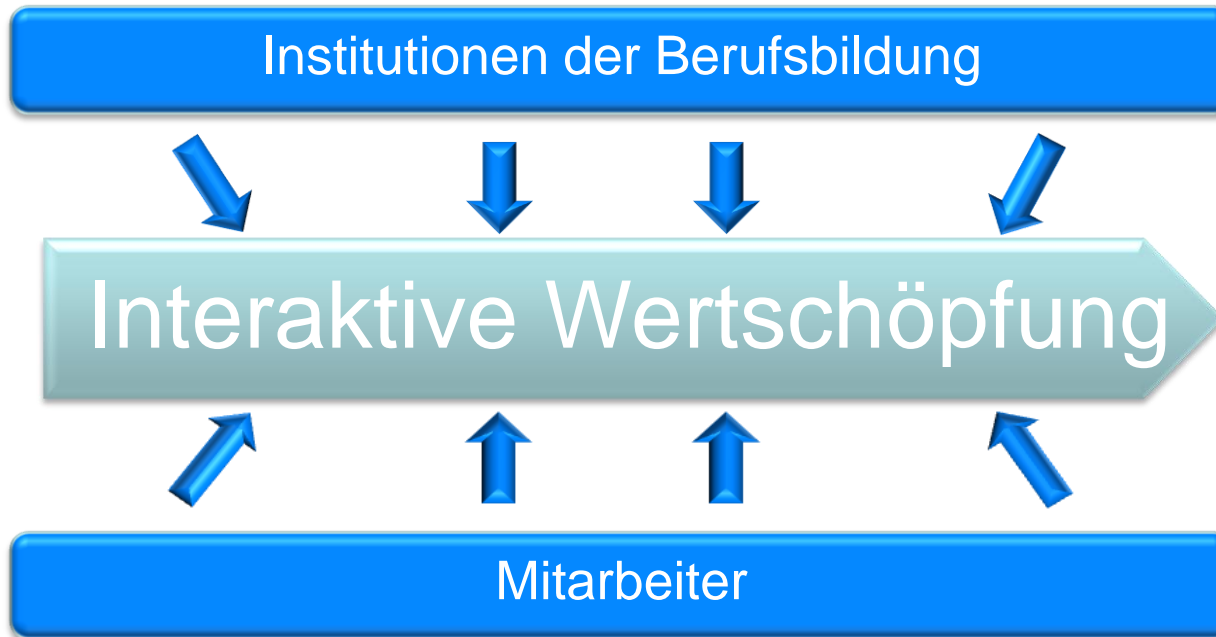 Institutionen der Berufsbildung
Interaktive Wertschöpfung
Mitarbeiter